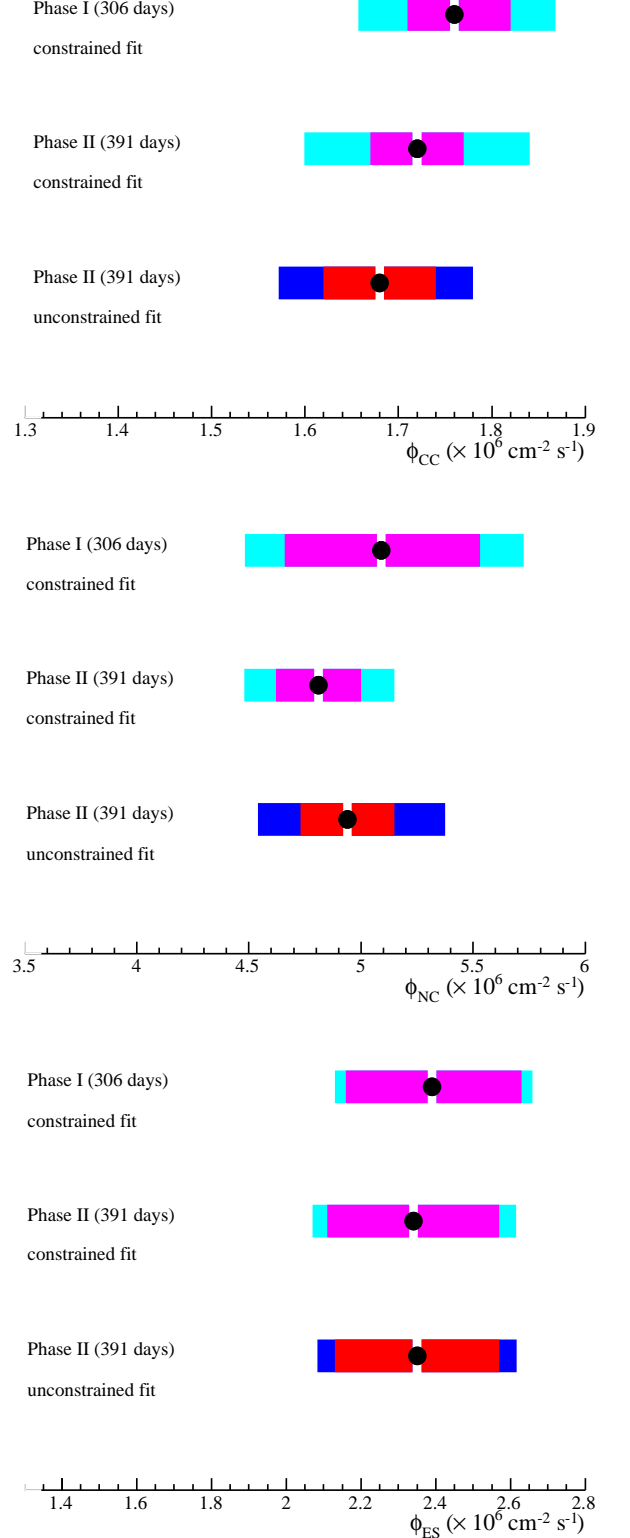 Phase I (306 days)
constrained fit
Phase II (391 days)
constrained fit
Phase II (391 days)
unconstrained fit
1.3 1.4 1.5 1.6 1.7 1.8 1.9
ϕCC (× 10^6 cm^-2 s^-1)
Phase I (306 days)
constrained fit
Phase II (391 days)
constrained fit
Phase II (391 days)
unconstrained fit
3.5 4 4.5 5 5.5 6
ϕNC (× 10^6 cm^-2 s^-1)
Phase I (306 days)
constrained fit
Phase II (391 days)
constrained fit
Phase II (391 days)
unconstrained fit
1.4 1.6 1.8 2 2.2 2.4 2.6 2.8
ϕES (× 10^6 cm^-2 s^-1)